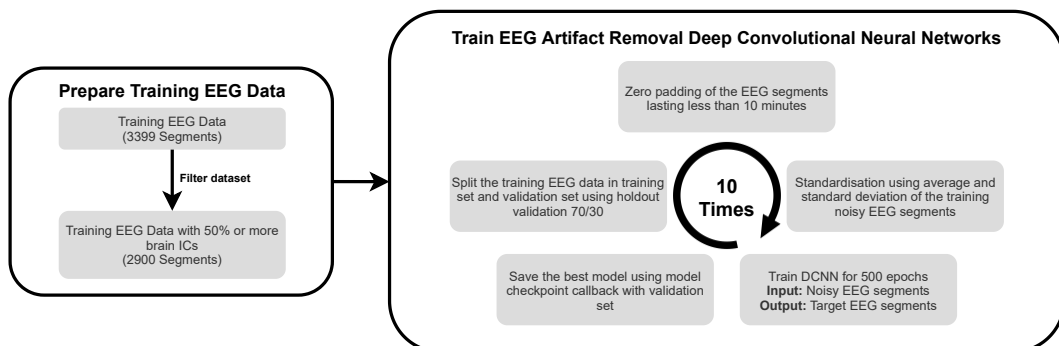 Prepare Training EEG Data
Training EEG Data
(3399 Segments)
Filter dataset
Training EEG Data with 50% or more
brain ICs
(2900 Segments)
Train EEG Artifact Removal Deep Convolutional Neural Networks
Zero padding of the EEG segments
lasting less than 10 minutes
Split the training EEG data in training
set and validation set using holdout
validation 70/30
10
Times
Standardisation using average and
standard deviation of the training
noisy EEG segments
Save the best model using model
checkpoint callback with validation
set
Train DCNN for 500 epochs
Input: Noisy EEG segments
Output: Target EEG segments